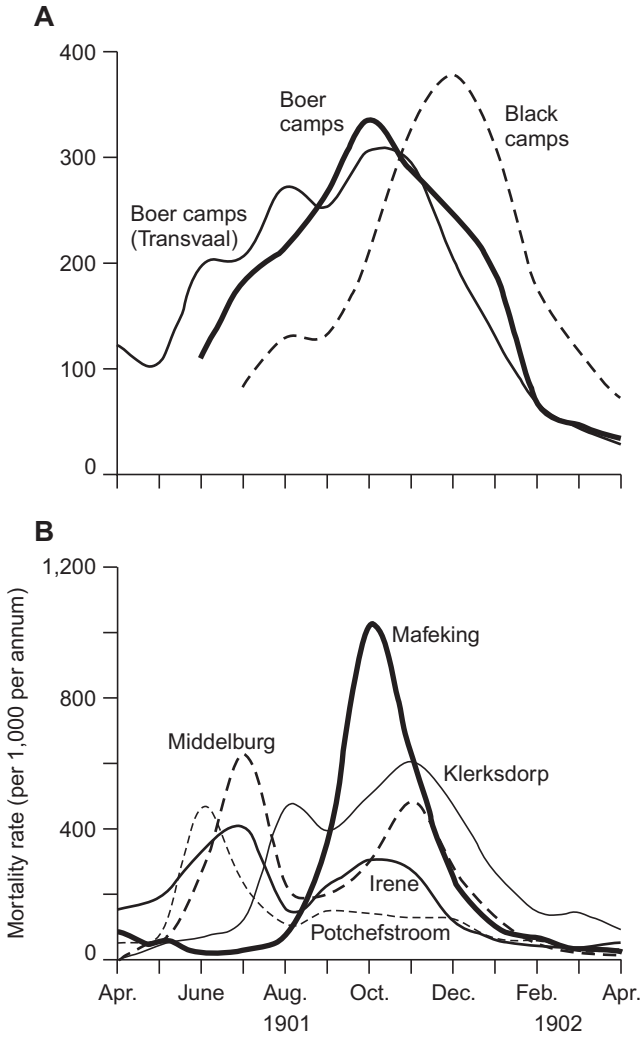 A
400
300
200
100
0
Boer
camps
Black
camps
Boer camps
(Transvaal)
B
Mortality rate (per 1,000 per annum)
1,200
800
400
0
Mafeking
Middelburg
Klerksdorp
Irene
Potchefstroom
Apr. June Aug. Oct. Dec. Feb. Apr.
1901 1902